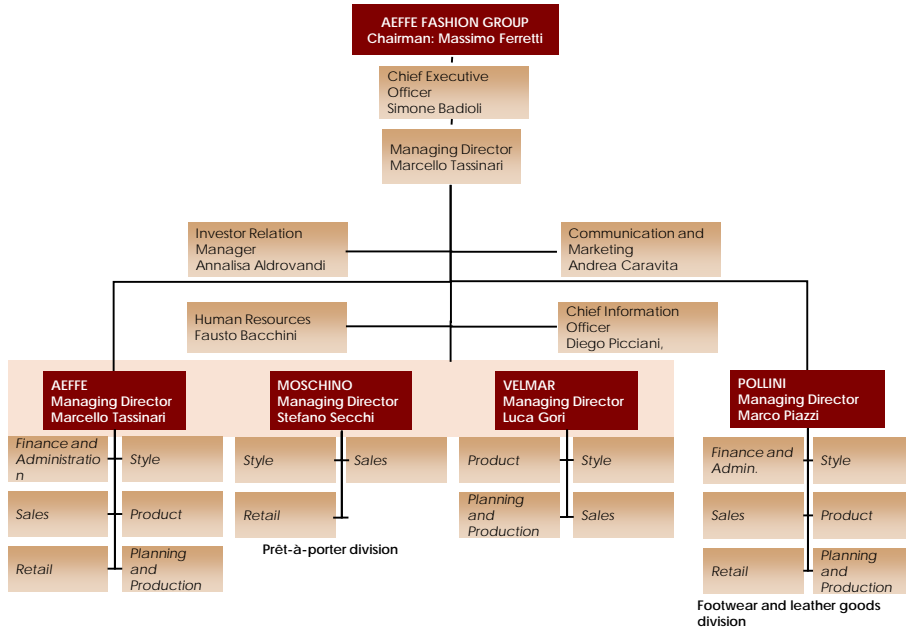 AEFFE FASHION GROUP
Chairman: Massimo Ferretti
Chief Executive
Officer
Simone Badioli
Managing Director
Marcello Tassinari
Investor Relation
Manager
Annalisa Aldrovandi
Communication and
Marketing
Andrea Caravita
Human Resources
Fausto Bacchini
Chief Information
Officer
Diego Picciani,
AEFFE
Managing Director
Marcello Tassinari
MOSCHINO
Managing Director
Stefano Secchi
VELMAR
Managing Director
Luca Gori
POLLINI
Managing Director
Marco Piazzi
Finance and
Administratio
n
Style
Sales
Product
Retail
Planning
and
Production
Style
Sales
Retail
Prêt-à-porter division
Product
Style
Planning
and
Production
Sales
Finance and
Admin.
Style
Sales
Product
Retail
Planning
and
Production
Footwear and leather goods
division